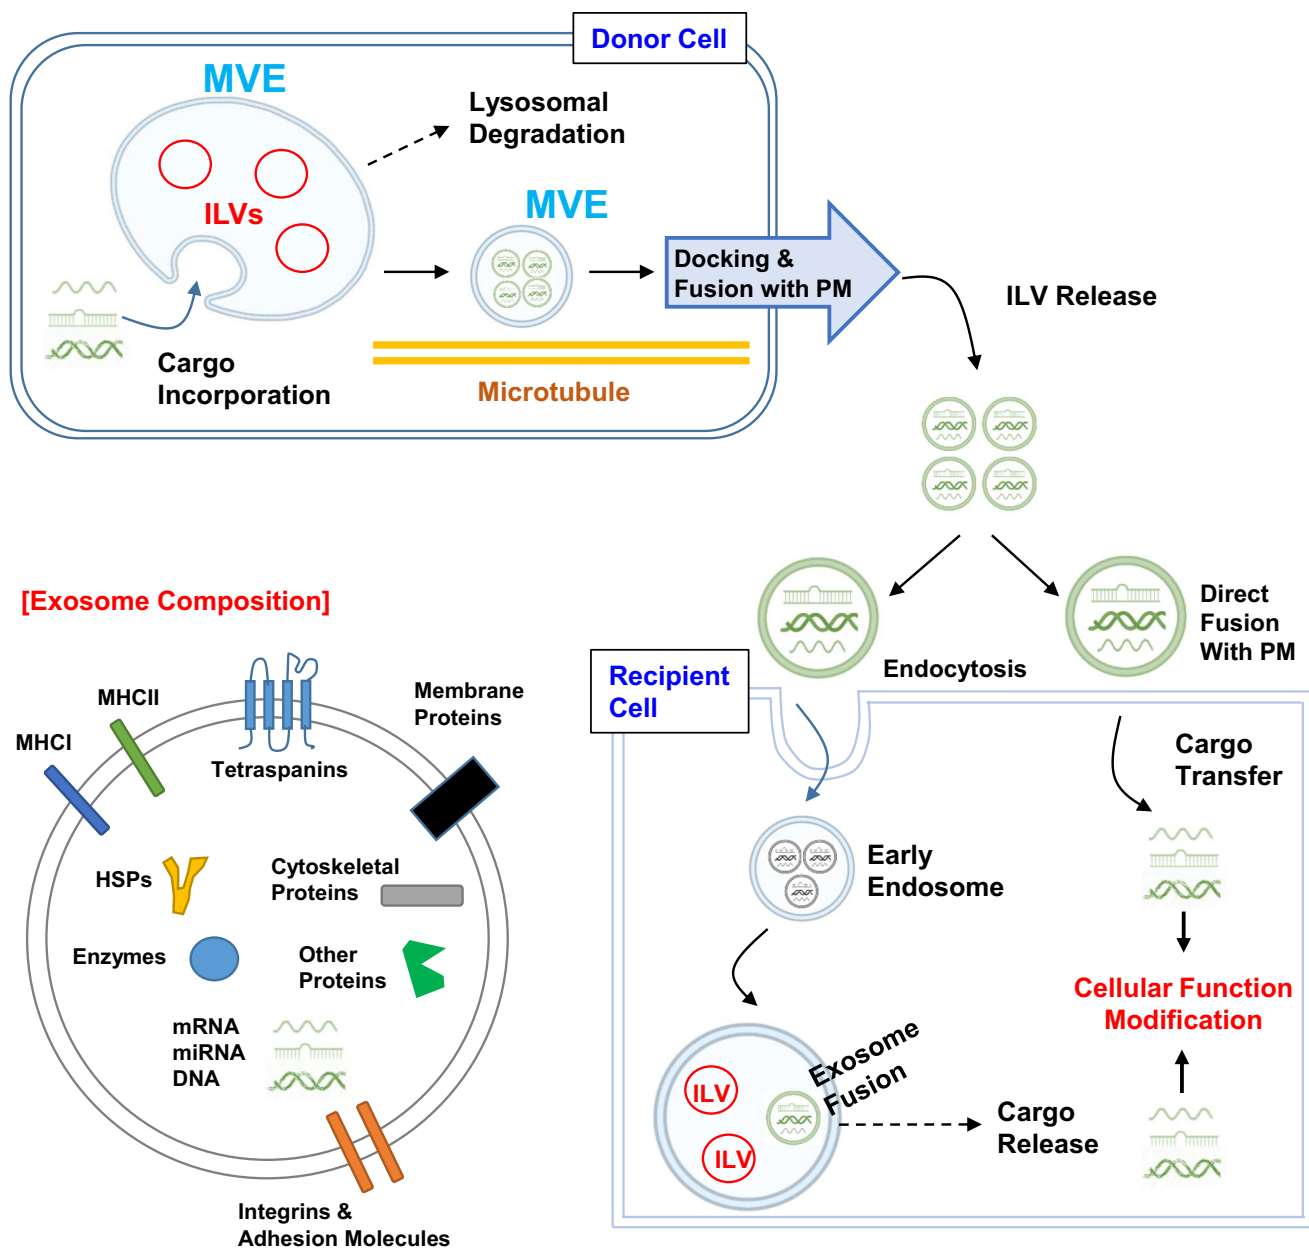 Donor Cell
MVE
Lysosomal
Degradation
ILVs
MVE
Docking &
Fusion with PM
ILV Release
Cargo
Incorporation
Microtubule
[Exosome Composition]
MHCI
MHCII
Tetraspanins
Membrane
Proteins
HSPs
Cytoskeletal
Proteins
Enzymes
Other
Proteins
mRNA
miRNA
DNA
Integrins &
Adhesion Molecules
Direct
Fusion
With PM
Endocytosis
Recipient
Cell
Cargo
Transfer
Early
Endosome
Cellular Function
Modification
ILV
ILV
Exosome
Fusion
Cargo
Release